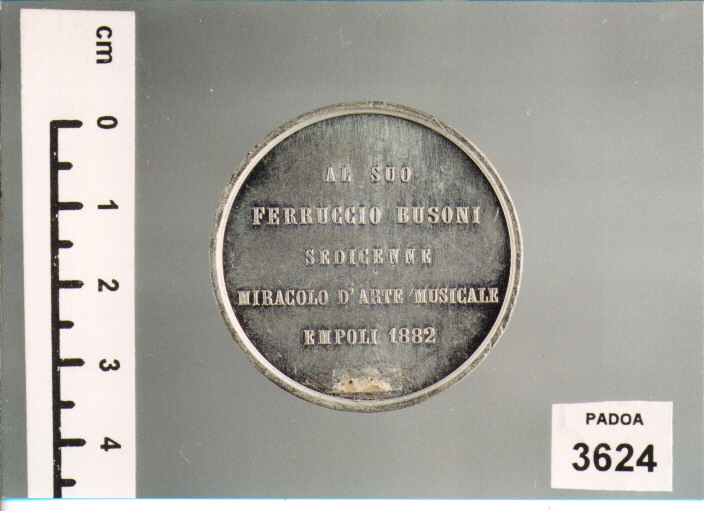 cm
0
1
2
3
4
AL SUO
FERRUCCIO BUSONI
SEDICENNE
MIRACOLO D'ARTE MUSICALE
EMPOLI 1882
PADOA
3624